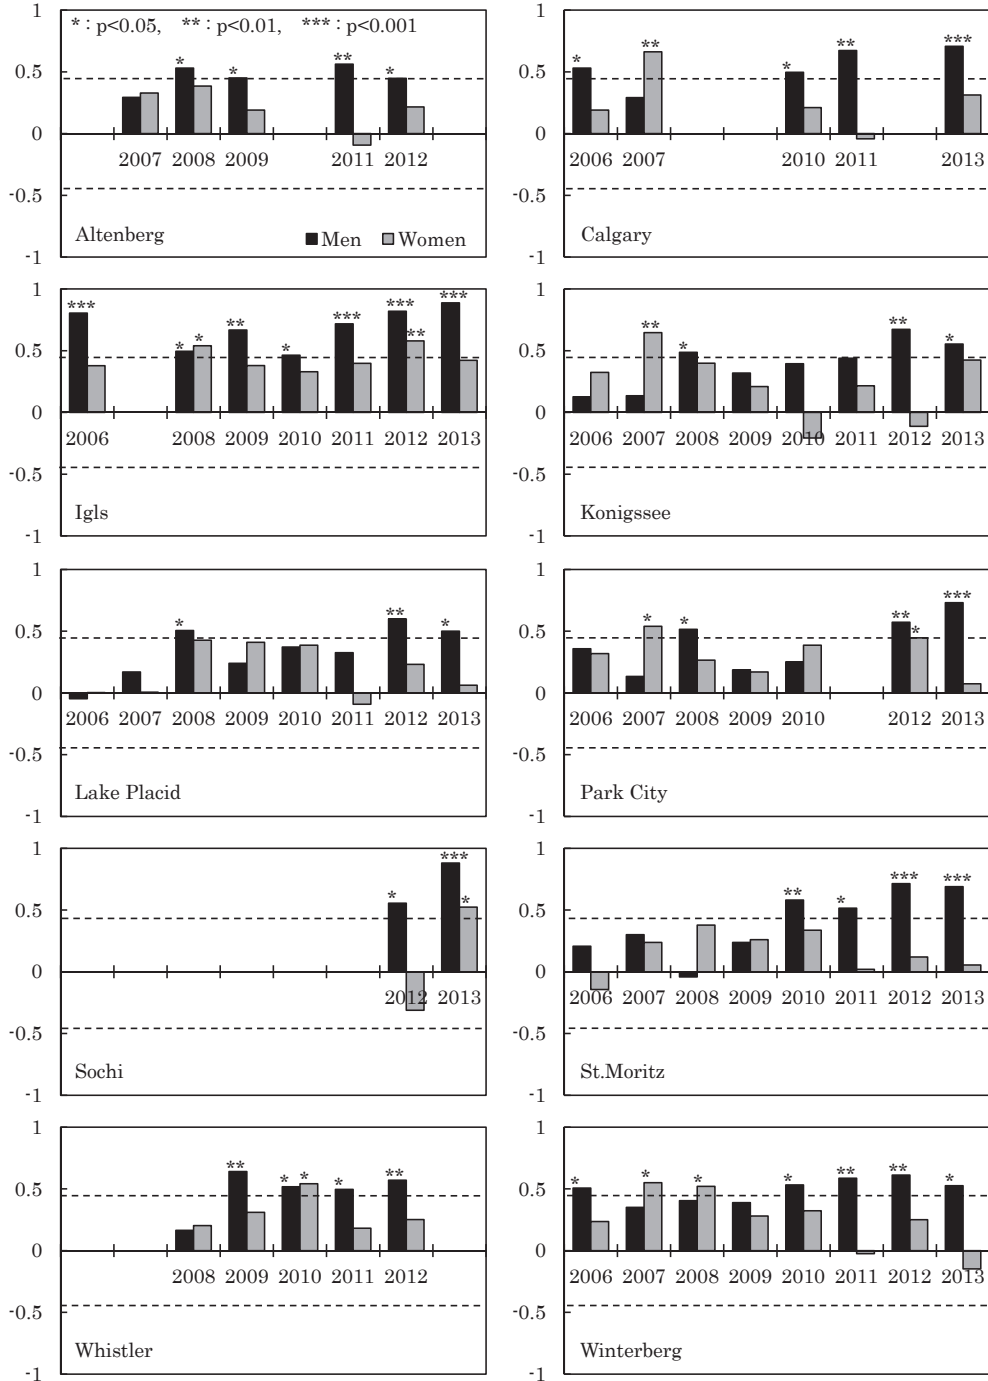 * : p<0.05, ** : p<0.01, *** : p<0.001
1
0.5
0
-0.5
-1
* * ** *
2007 2008 2009 2011 2012
Altenberg
Men Women
1
0.5
0
-0.5
-1
* ** * ** ***
2006 2007 2010 2011 2013
Calgary
1
0.5
0
-0.5
-1
*** * * ** * *** *** ** ***
2006 2008 2009 2010 2011 2012 2013
Igls
1
0.5
0
-0.5
-1
** * ** *
2006 2007 2008 2009 2010 2011 2012 2013
Konigssee
1
0.5
0
-0.5
-1
* ** *
2006 2007 2008 2009 2010 2011 2012 2013
Lake Placid
1
0.5
0
-0.5
-1
* * ** * ***
2006 2007 2008 2009 2010 2012 2013
Park City
1
0.5
0
-0.5
-1
* *** *
2012 2013
Sochi
1
0.5
0
-0.5
-1
** * *** ***
2006 2007 2008 2009 2010 2011 2012 2013
St.Moritz
1
0.5
0
-0.5
-1
** * * * **
2008 2009 2010 2011 2012
Whistler
1
0.5
0
-0.5
-1
* * * * ** ** *
2006 2007 2008 2009 2010 2011 2012 2013
Winterberg